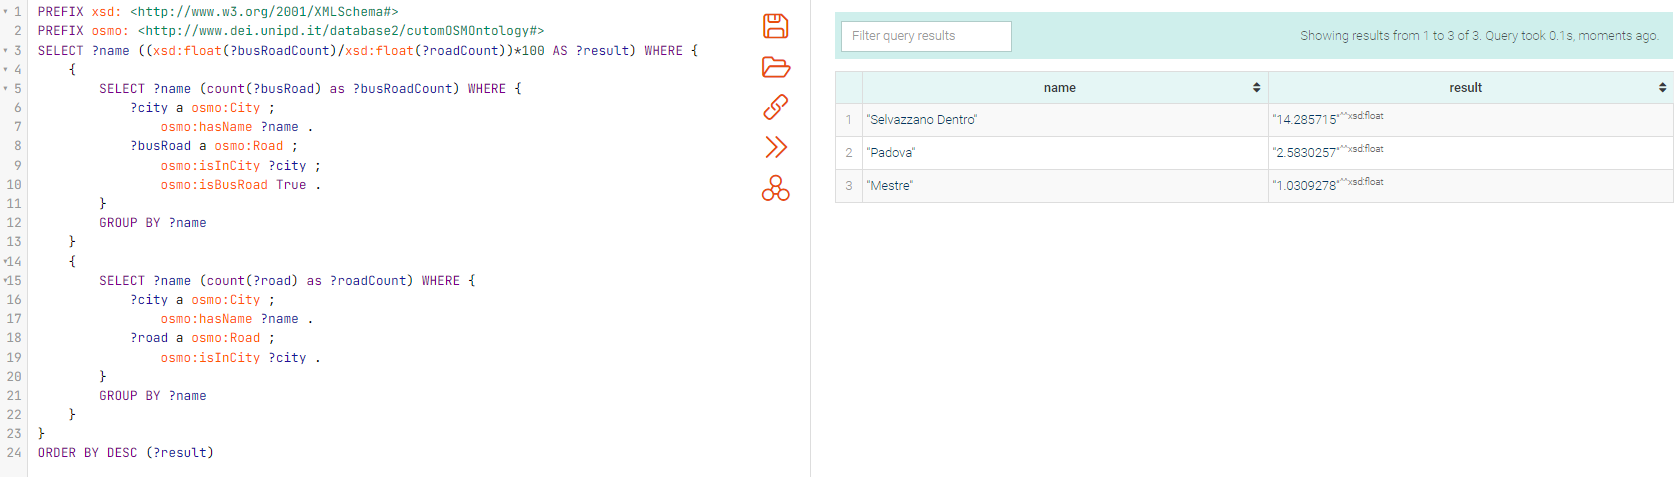 1 PREFIX xsd: <http://www.w3.org/2001/XMLSchema#>
2 PREFIX osmo: <http://www.dei.unipd.it/database2/cutomOSMOntology#>
3 SELECT ?name ((xsd:float(?busRoadCount)/xsd:float(?roadCount))*100 AS ?result) WHERE {
4 {
5 SELECT ?name (count(?busRoad) as ?busRoadCount) WHERE {
6 ?city a osmo:City ;
7 osmo:hasName ?name .
8 ?busRoad a osmo:Road ;
9 osmo:isInCity ?city ;
10 osmo:isBusRoad True .
11 }
12 GROUP BY ?name
13 }
14 {
15 SELECT ?name (count(?road) as ?roadCount) WHERE {
16 ?city a osmo:City ;
17 osmo:hasName ?name .
18 ?road a osmo:Road ;
19 osmo:isInCity ?city .
20 }
21 GROUP BY ?name
22 }
23 }
24 ORDER BY DESC (?result)
Filter query results
Showing results from 1 to 3 of 3. Query took 0.1s, moments ago.
name result
1 "Selvazzano Dentro" "14.285715"^^xsd:float
2 "Padova" "2.5830257"^^xsd:float
3 "Mestre" "1.0309278"^^xsd:float